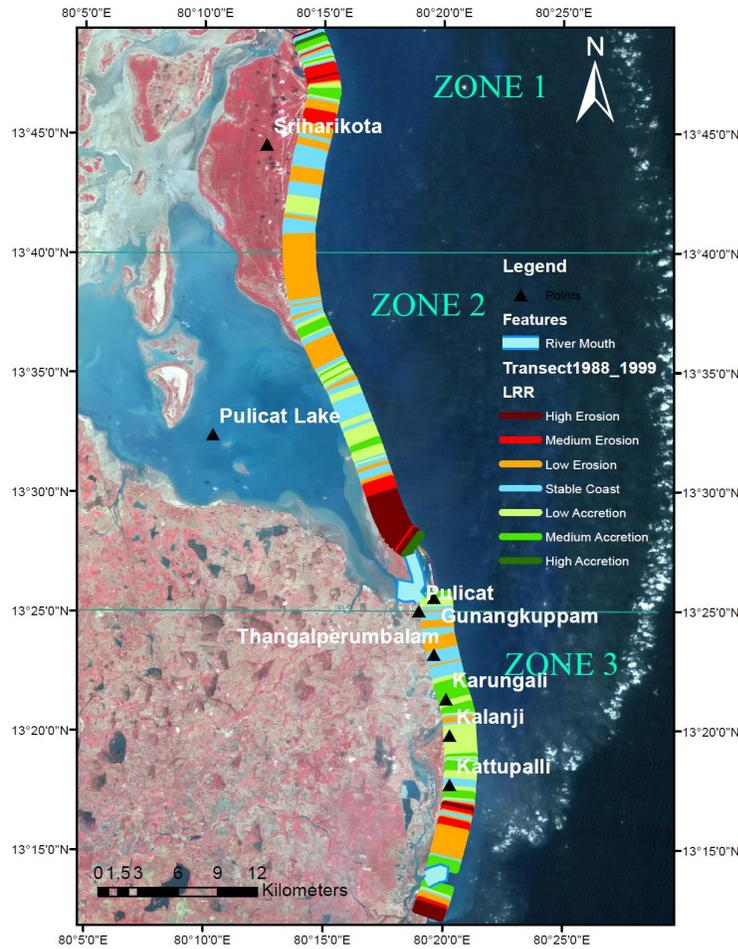 80°5'0"E 80°10'0"E 80°15'0"E 80°20'0"E 80°25'0"E
N
ZONE 1
Sriharikota
13°45'0"N 13°45'0"N
13°40'0"N 13°40'0"N
Legend
Points
ZONE 2
Features
River Mouth
Transect1988_1999
13°35'0"N 13°35'0"N
LRR
Pulicat Lake
High Erosion
Medium Erosion
Low Erosion
Stable Coast
13°30'0"N 13°30'0"N
Low Accretion
Medium Accretion
High Accretion
Pulicat
13°25'0"N 13°25'0"N
Gunangkuppam
Thangalperumbalam
ZONE 3
Karungali
Kalanji
13°20'0"N 13°20'0"N
Kattupalli
13°15'0"N 13°15'0"N
0 1.5 3 6 9 12
Kilometers
80°5'0"E 80°10'0"E 80°15'0"E 80°20'0"E 80°25'0"E